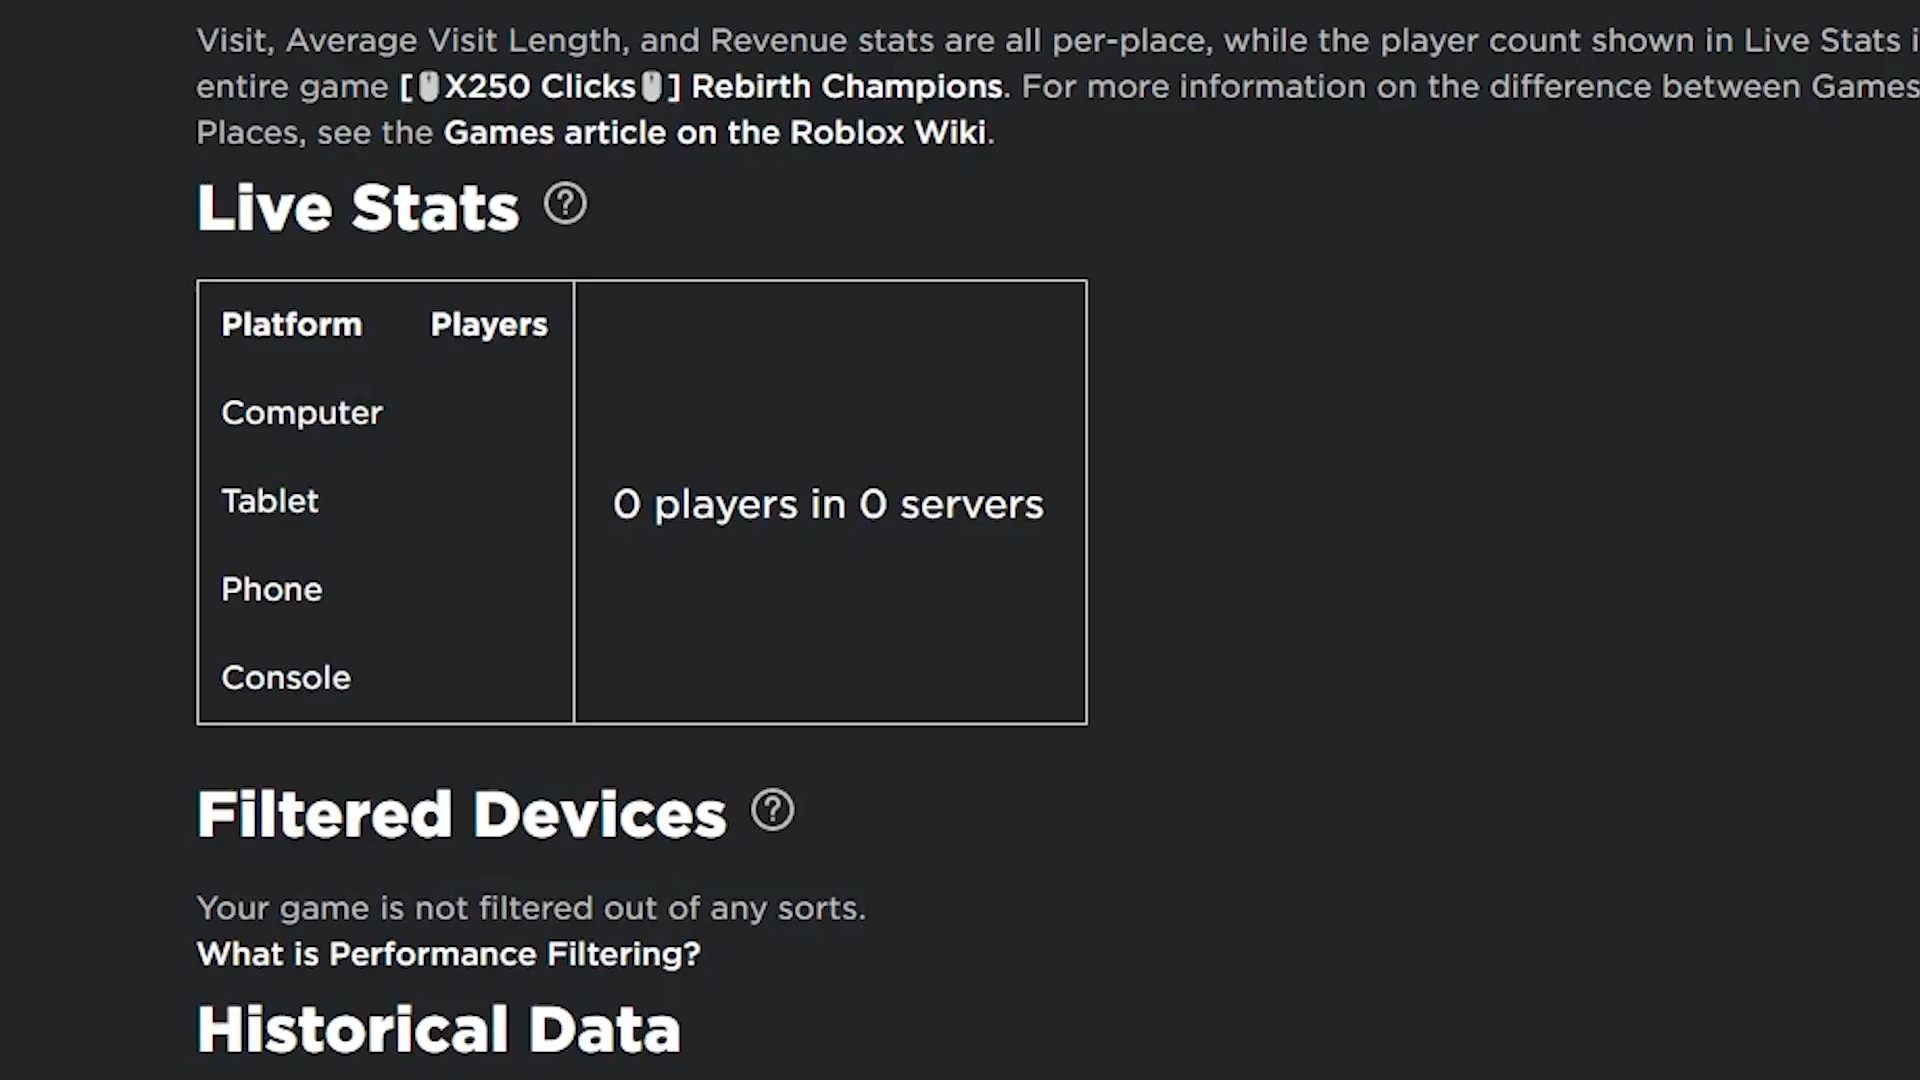 Visit, Average Visit Length, and Revenue stats are all per-place, while the player count shown in Live Stats i
entire game [🖱X250 Clicks🖱] Rebirth Champions. For more information on the difference between Games
Places, see the Games article on the Roblox Wiki.
Live Stats ?
Platform Players
Computer
Tablet
0 players in 0 servers
Phone
Console
Filtered Devices ?
Your game is not filtered out of any sorts.
What is Performance Filtering?
Historical Data